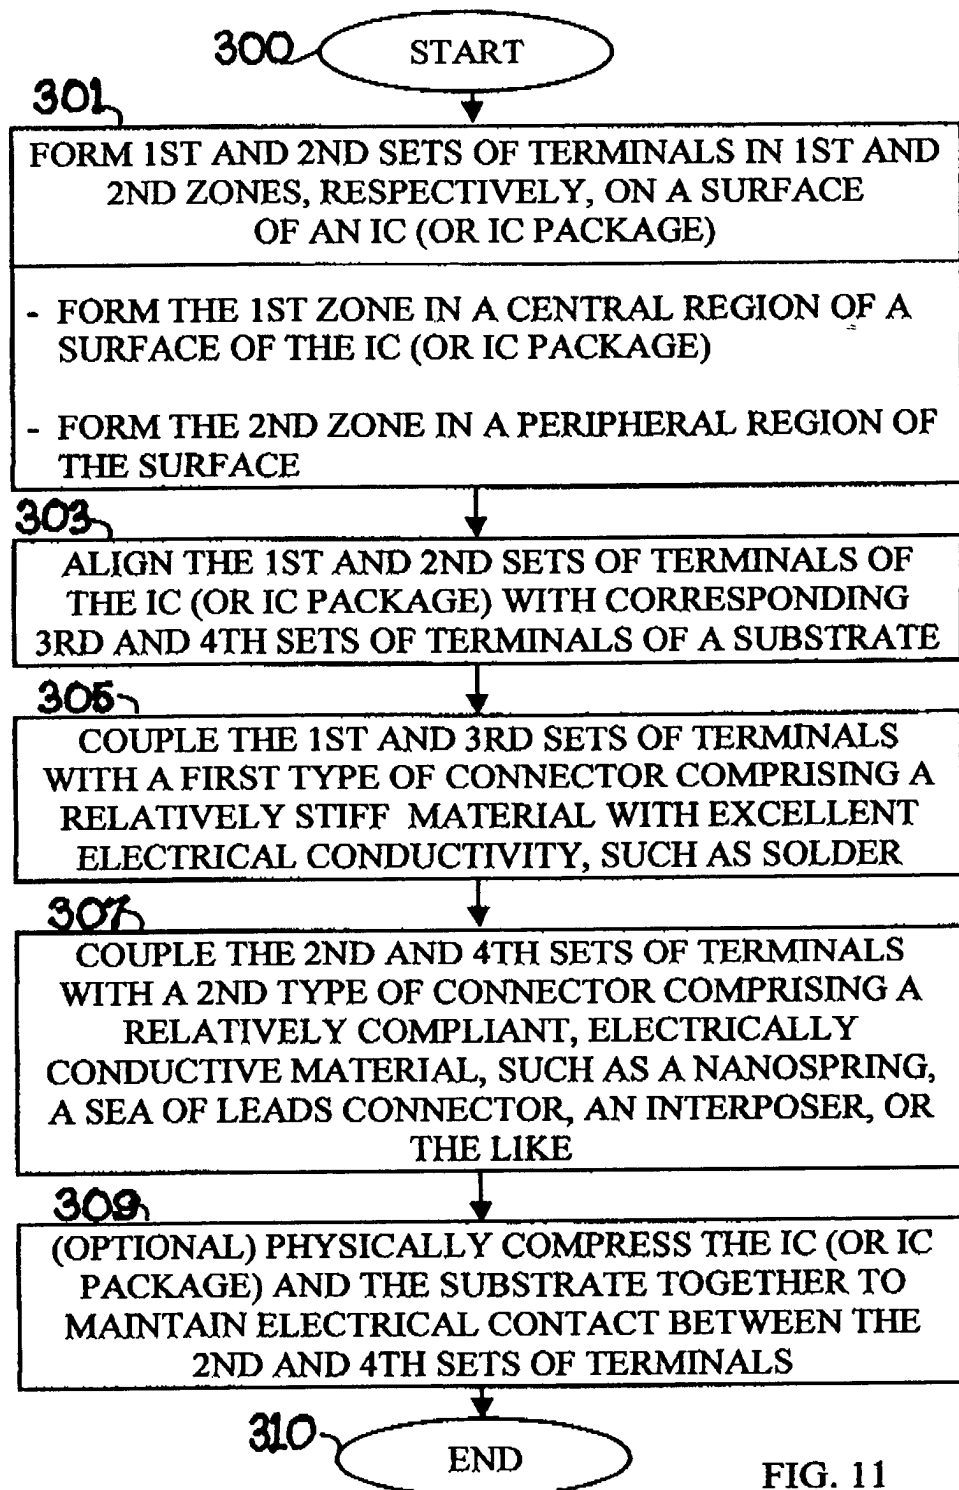 300
START
301
FORM 1ST AND 2ND SETS OF TERMINALS IN 1ST AND
2ND ZONES, RESPECTIVELY, ON A SURFACE
OF AN IC (OR IC PACKAGE)
- FORM THE 1ST ZONE IN A CENTRAL REGION OF A
SURFACE OF THE IC (OR IC PACKAGE)
- FORM THE 2ND ZONE IN A PERIPHERAL REGION OF
THE SURFACE
303
ALIGN THE 1ST AND 2ND SETS OF TERMINALS OF
THE IC (OR IC PACKAGE) WITH CORRESPONDING
3RD AND 4TH SETS OF TERMINALS OF A SUBSTRATE
305
COUPLE THE 1ST AND 3RD SETS OF TERMINALS
WITH A FIRST TYPE OF CONNECTOR COMPRISING A
RELATIVELY STIFF MATERIAL WITH EXCELLENT
ELECTRICAL CONDUCTIVITY, SUCH AS SOLDER
307
COUPLE THE 2ND AND 4TH SETS OF TERMINALS
WITH A 2ND TYPE OF CONNECTOR COMPRISING A
RELATIVELY COMPLIANT, ELECTRICALLY
CONDUCTIVE MATERIAL, SUCH AS A NANOSPRING,
A SEA OF LEADS CONNECTOR, AN INTERPOSER, OR
THE LIKE
309
(OPTIONAL) PHYSICALLY COMPRESS THE IC (OR IC
PACKAGE) AND THE SUBSTRATE TOGETHER TO
MAINTAIN ELECTRICAL CONTACT BETWEEN THE
2ND AND 4TH SETS OF TERMINALS
310
END
FIG. 11